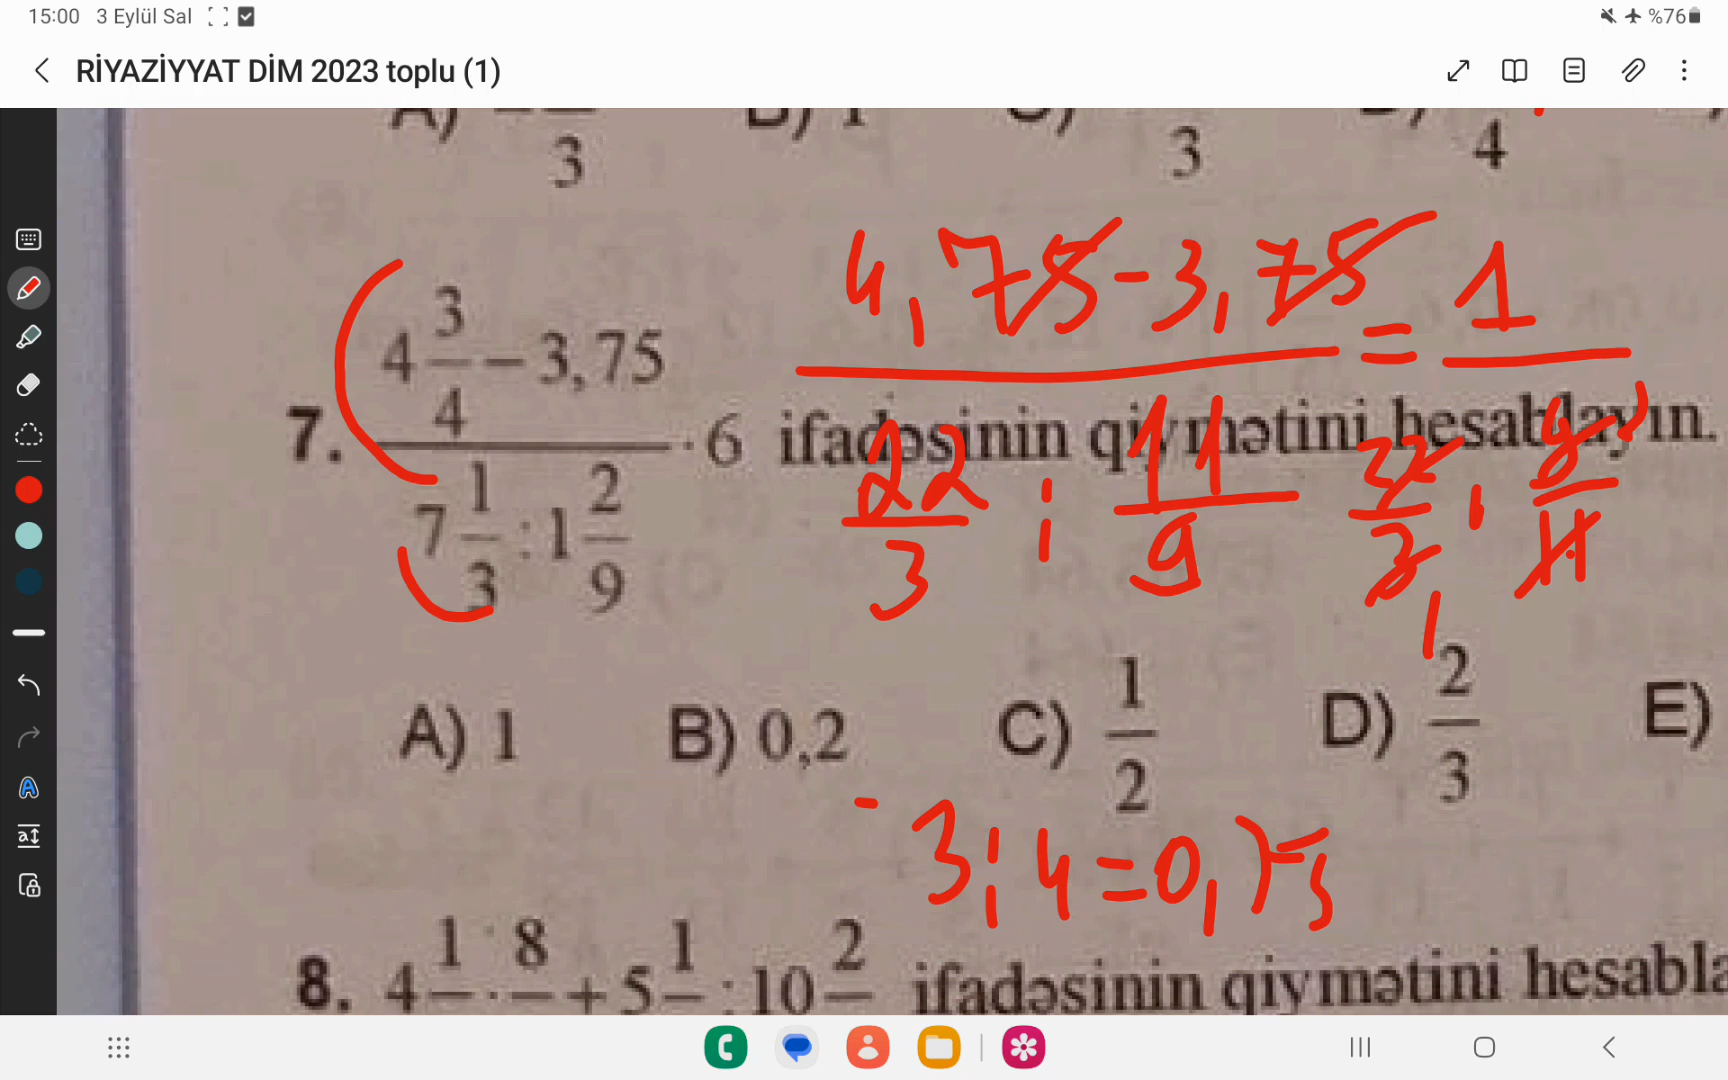 15:00 3 Eylül Sal %76
RİYAZİYYAT DİM 2023 toplu (1)
A) 3 B) 1 C) 3 D) 4
4,75-3,75 = 1
7. (4 3/4 - 3,75)/(7 1/3 : 1 2/9) · 6 ifadəsinin qiymətini hesablayın.
22/3 : 11/9 22/3 · 9/11
A) 1 B) 0,2 C) 1/2 D) 2/3 E)
3:4=0,75
8. 4 1 · 8 + 5 1 : 10 2 ifadəsinin qiymətini hesabla